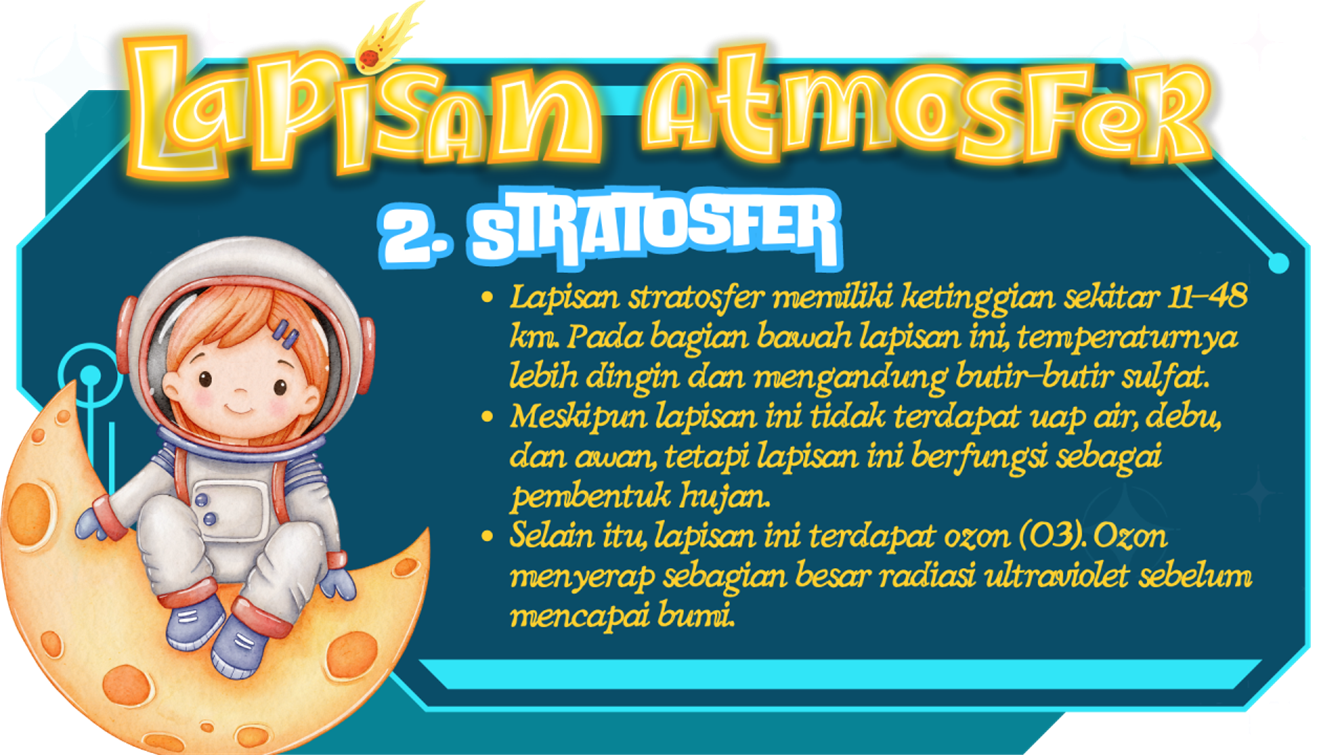 Lapisan Atmosfer
2. STRATOSFER
• Lapisan stratosfer memiliki ketinggian sekitar 11-48
km. Pada bagian bawah lapisan ini, temperaturnya
lebih dingin dan mengandung butir-butir sulfat.
• Meskipun lapisan ini tidak terdapat uap air, debu,
dan awan, tetapi lapisan ini berfungsi sebagai
pembentuk hujan.
• Selain itu, lapisan ini terdapat ozon (O3). Ozon
menyerap sebagian besar radiasi ultraviolet sebelum
mencapai bumi.